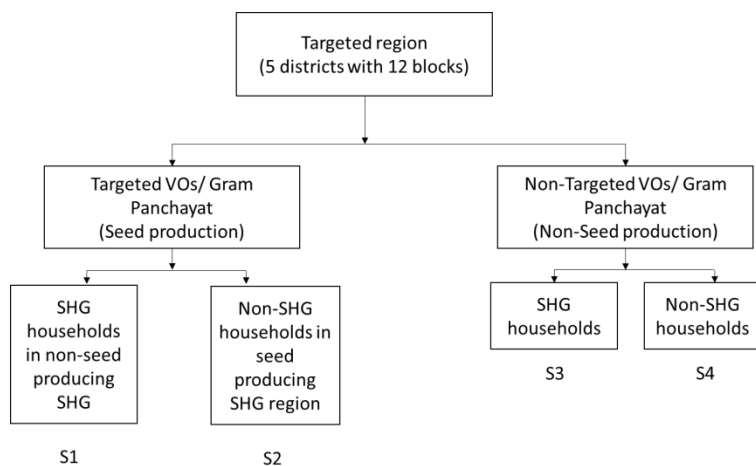 Targeted region
(5 districts with 12 blocks)
Targeted VOs/ Gram
Panchayat
(Seed production)
Non-Targeted VOs/ Gram
Panchayat
(Non-Seed production)
SHG
households
in non-seed
producing
SHG
Non-SHG
households in
seed
producing
SHG region
SHG
households
Non-SHG
households
S3
S4
S1
S2